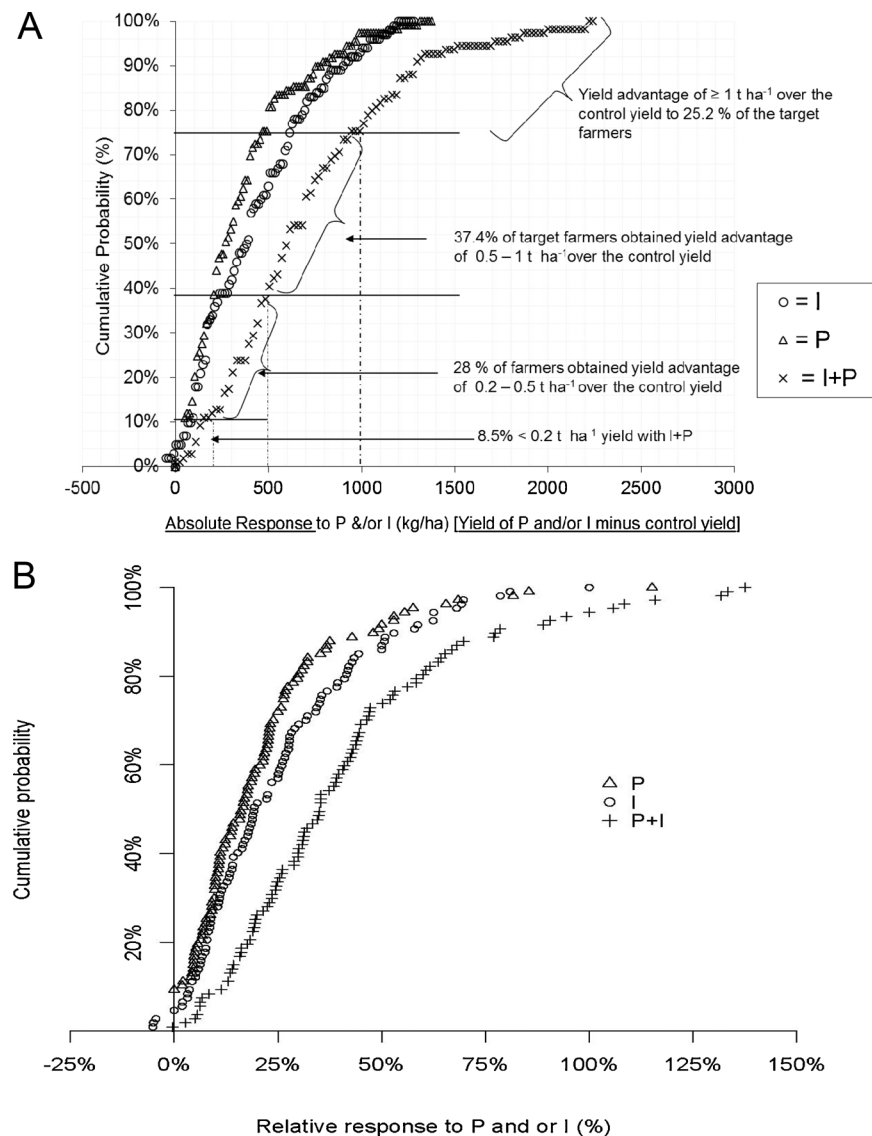 A
100%
90%
80%
70%
60%
50%
40%
30%
20%
10%
0%
Cumulative Probability (%)
Yield advantage of ≥ 1 t ha⁻¹ over the
control yield to 25.2 % of the target
farmers
37.4% of target farmers obtained yield advantage
of 0.5 – 1 t ha⁻¹over the control yield
28 % of farmers obtained yield advantage
of 0.2 – 0.5 t ha⁻¹ over the control yield
8.5% < 0.2 t ha⁻¹ yield with I+P
= I
= P
= I+P
-500 0 500 1000 1500 2000 2500 3000
Absolute Response to P &/or I (kg/ha) [Yield of P and/or I minus control yield]
B
100%
80%
60%
40%
20%
Cumulative probability
P
I
P+I
-25% 0% 25% 50% 75% 100% 125% 150%
Relative response to P and or I (%)